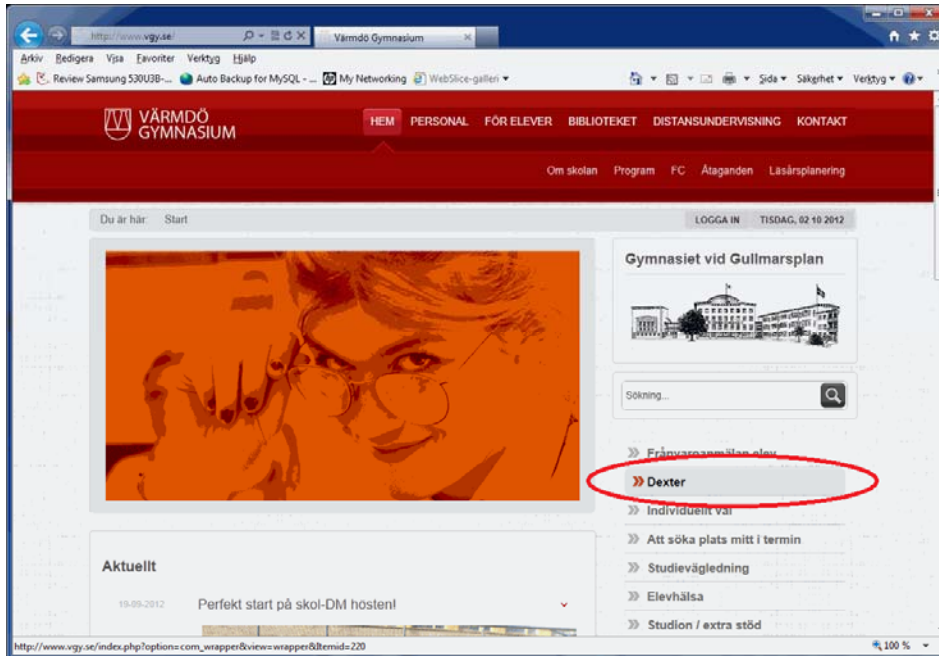 http://www.vgy.se/
Värmdö Gymnasium
Arkiv Redigera Visa Favoriter Verktyg Hjälp
Review Samsung 530U3B-... Auto Backup for MySQL - ... My Networking WebSlice-galleri
Sida Säkerhet Verktyg
VÄRMDÖ
GYMNASIUM
HEM PERSONAL FÖR ELEVER BIBLIOTEKET DISTANSUNDERVISNING KONTAKT
Om skolan Program FC Åtaganden Läsårsplanering
Du är här: Start
LOGGA IN TISDAG, 02 10 2012
Gymnasiet vid Gullmarsplan
Sökning...
Frånvaroanmälan elev
Dexter
Individuellt val
Att söka plats mitt i termin
Studievägledning
Elevhälsa
Studion / extra stöd
Aktuellt
19-09-2012 Perfekt start på skol-DM hösten!
http://www.vgy.se/index.php?option=com_wrapper&view=wrapper&Itemid=220
100 %